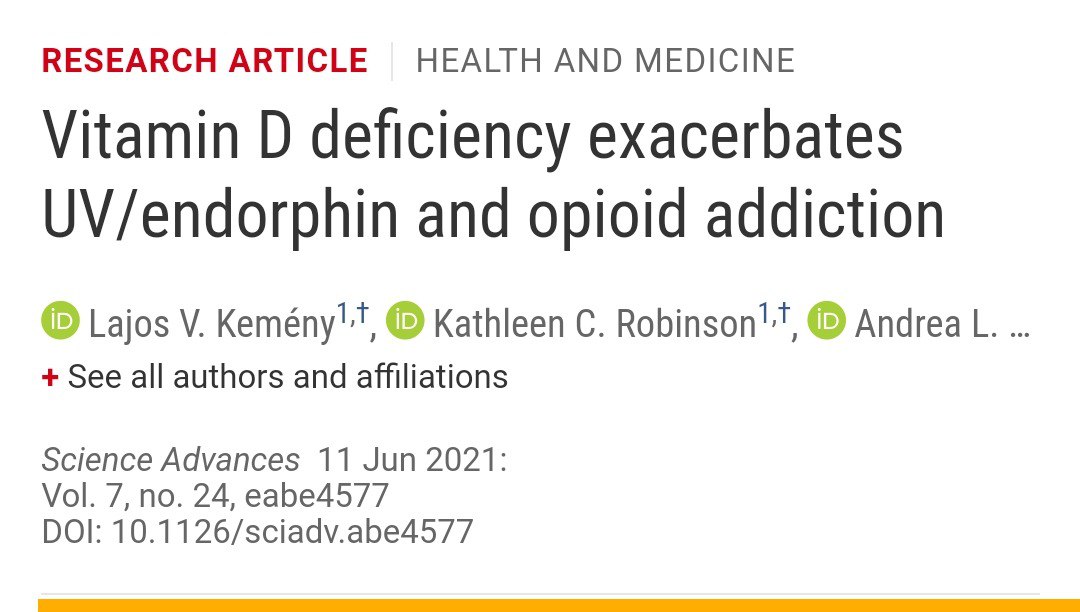 RESEARCH ARTICLE | HEALTH AND MEDICINE
Vitamin D deficiency exacerbates
UV/endorphin and opioid addiction
iD Lajos V. Kemény1,†, iD Kathleen C. Robinson1,†, iD Andrea L. …
+ See all authors and affiliations
Science Advances 11 Jun 2021:
Vol. 7, no. 24, eabe4577
DOI: 10.1126/sciadv.abe4577